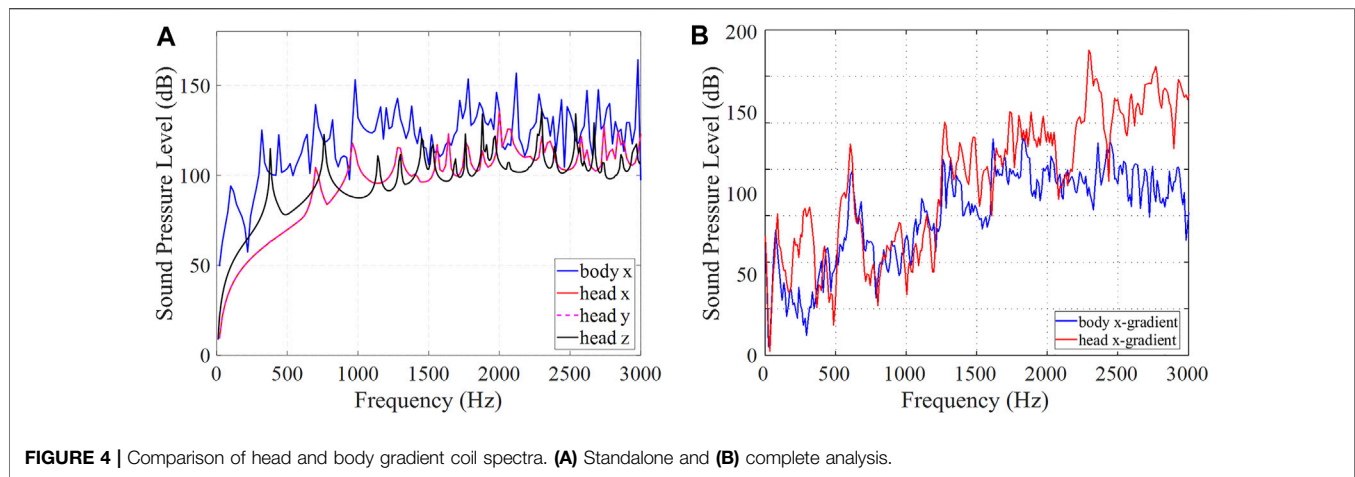 A
Sound Pressure Level (dB)
150
100
50
0
0 500 1000 1500 2000 2500 3000
Frequency (Hz)
body x
head x
head y
head z
B
Sound Pressure Level (dB)
200
150
100
50
0
0 500 1000 1500 2000 2500 3000
Frequency (Hz)
body x-gradient
head x-gradient
FIGURE 4 | Comparison of head and body gradient coil spectra. (A) Standalone and (B) complete analysis.